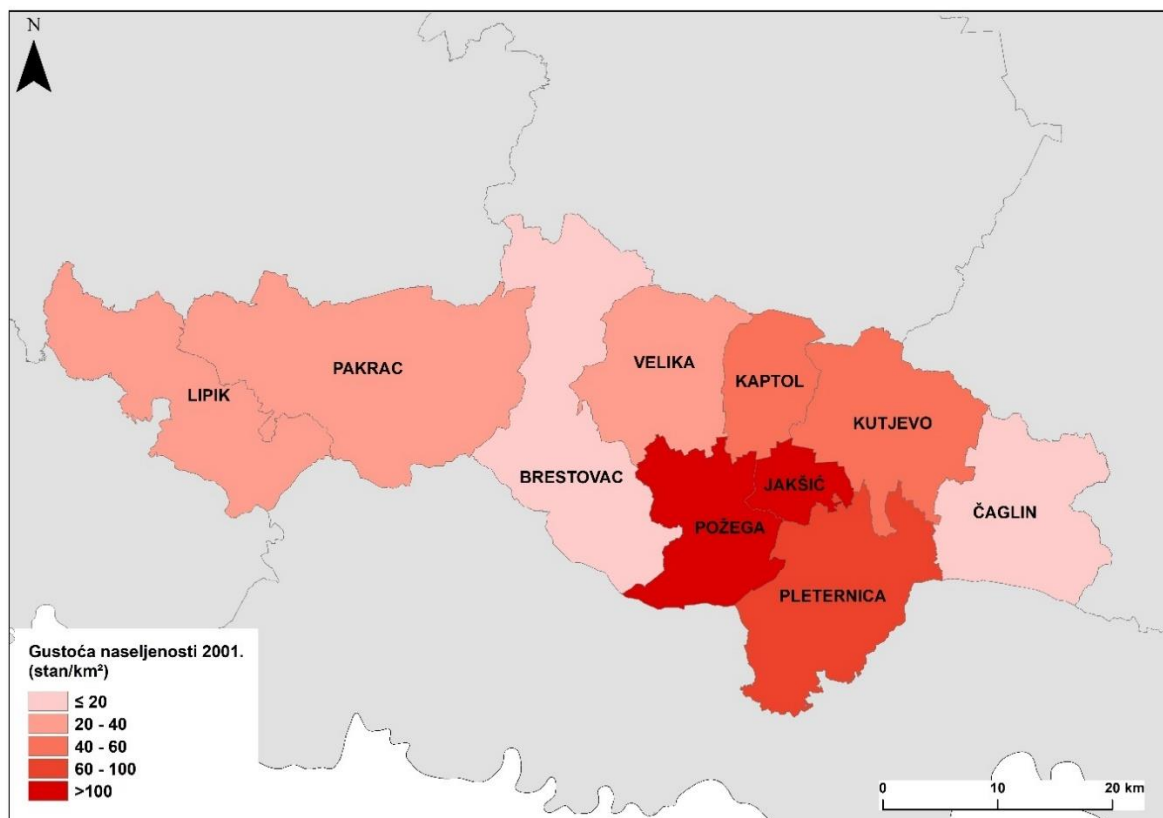 N
PAKRAC
LIPIK
VELIKA
KAPTOL
KUTJEVO
BRESTOVAC
JAKŠIĆ
POŽEGA
ČAGLIN
PLETERNICA
Gustoća naseljenosti 2001.
(stan/km²)
≤ 20
20 - 40
40 - 60
60 - 100
>100
0 10 20 km